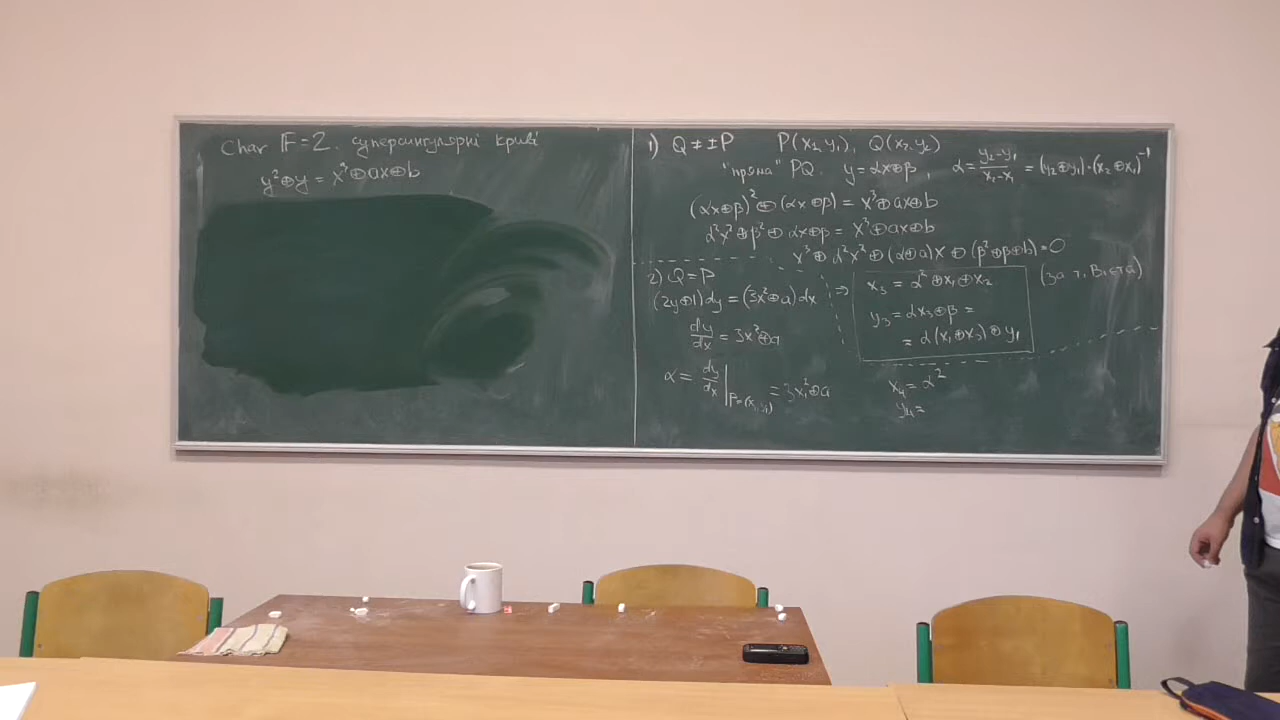 Char F=2. суперсингулярні криві
y²⊕y = x³⊕ax⊕b
1) Q ≠ ±P P(x₁, y₁), Q(x₂, y₂)
"пряма" PQ. y = αx⊕β, α = (y₂-y₁)/(x₂-x₁) = (y₂⊕y₁)·(x₂⊕x₁)⁻¹
(αx⊕β)² ⊕ (αx⊕β) = x³⊕ax⊕b
α²x²⊕β²⊕αx⊕β = x³⊕ax⊕b
x³ ⊕ α²x² ⊕ (α⊕a)x ⊕ (β²⊕β⊕b) = 0
⇒ x₃ = α²⊕x₁⊕x₂ (за т. Вієта)
y₃ = αx₃⊕β =
= α(x₁⊕x₃)⊕y₁
2) Q = P
(2y⊕1)dy = (3x²⊕a)dx
dy/dx = 3x²⊕a
α = dy/dx |P=(x₁,y₁) = 3x₁²⊕a
x₄ = α²
y₄ =